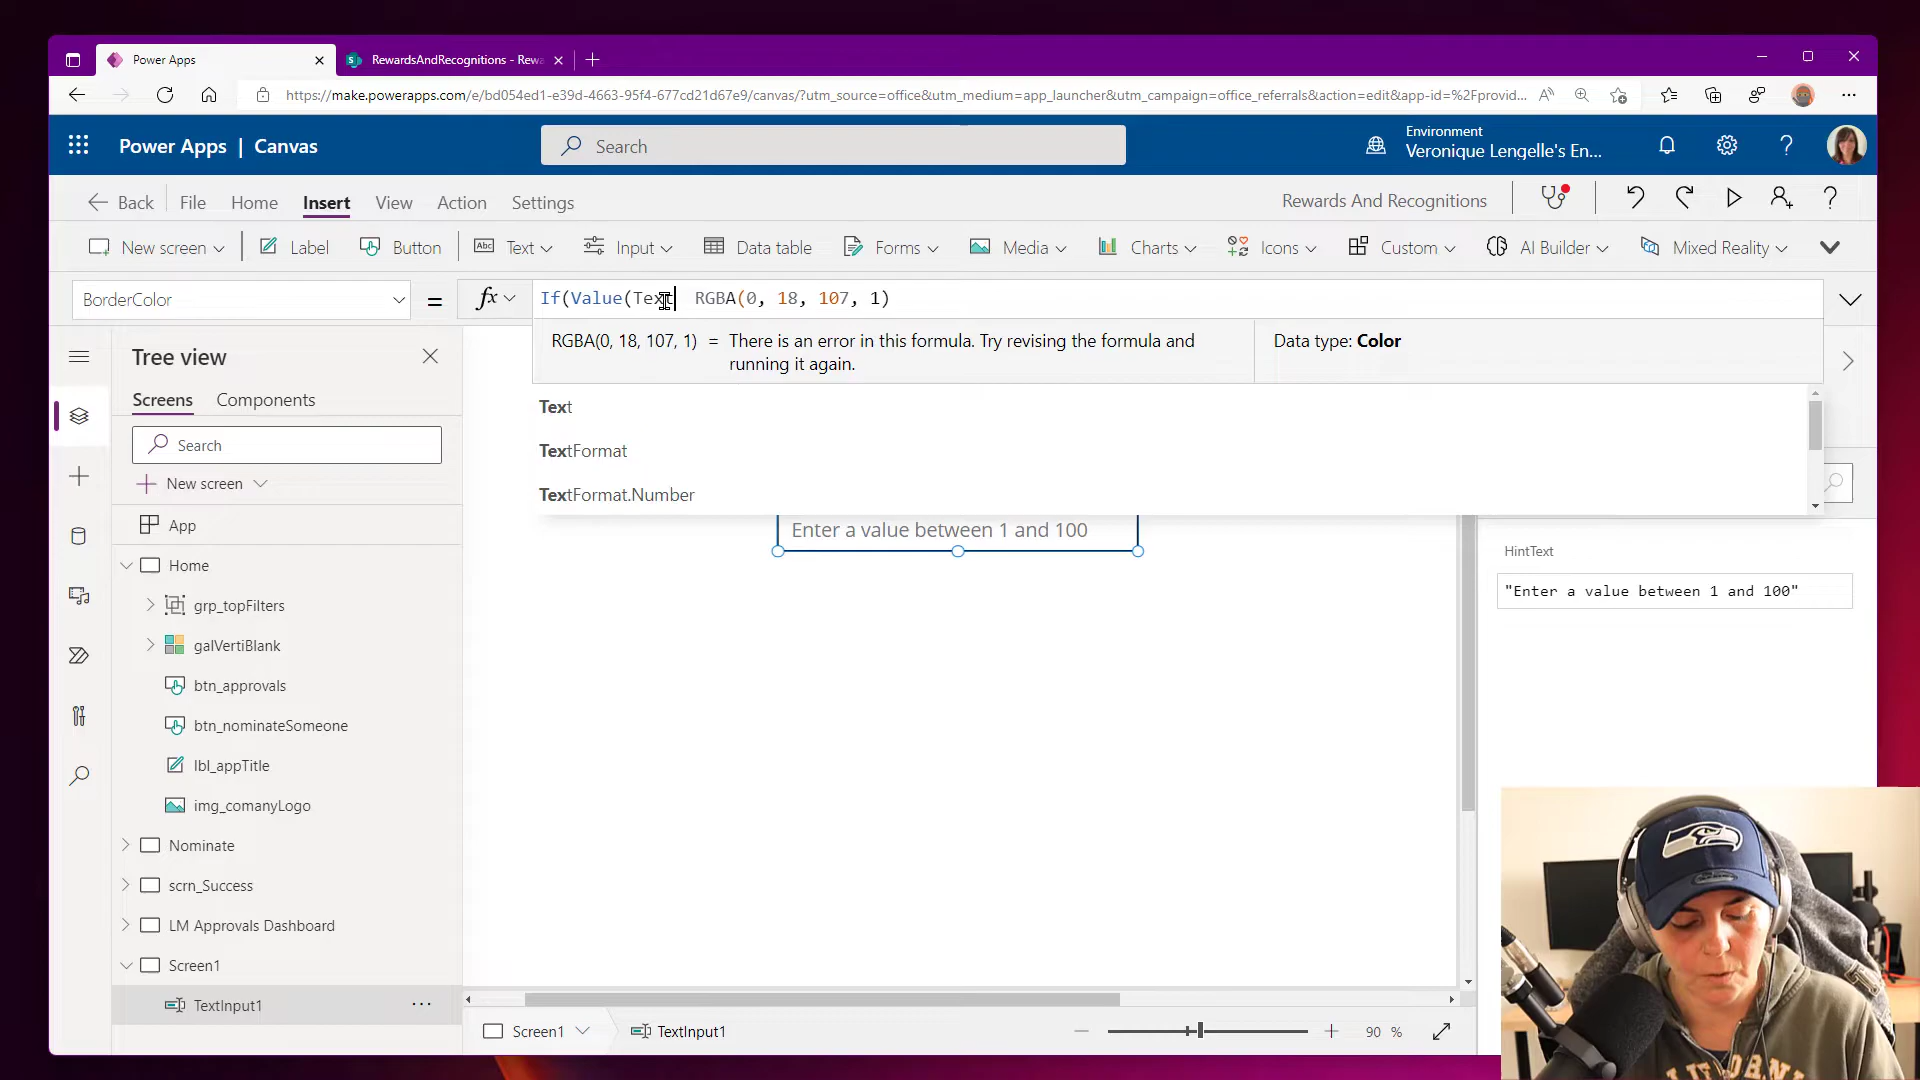 Power Apps
RewardsAndRecognitions - Rewa
https://make.powerapps.com/e/bd054ed1-e39d-4663-95f4-677cd21d67e9/canvas/?utm_source=office&utm_medium=app_launcher&utm_campaign=office_referrals&action=edit&app-id=%2Fprovid...
Power Apps | Canvas
Search
Environment
Veronique Lengelle's En...
Back
File
Home
Insert
View
Action
Settings
Rewards And Recognitions
New screen
Label
Button
Text
Input
Data table
Forms
Media
Charts
Icons
Custom
AI Builder
Mixed Reality
BorderColor
=
fx
If(Value(Text RGBA(0, 18, 107, 1)
RGBA(0, 18, 107, 1) = There is an error in this formula. Try revising the formula and running it again.
Data type: Color
Text
TextFormat
TextFormat.Number
Tree view
Screens
Components
Search
New screen
App
Home
grp_topFilters
galVertiBlank
btn_approvals
btn_nominateSomeone
lbl_appTitle
img_comanyLogo
Nominate
scrn_Success
LM Approvals Dashboard
Screen1
TextInput1
Enter a value between 1 and 100
HintText
"Enter a value between 1 and 100"
Screen1
TextInput1
90 %